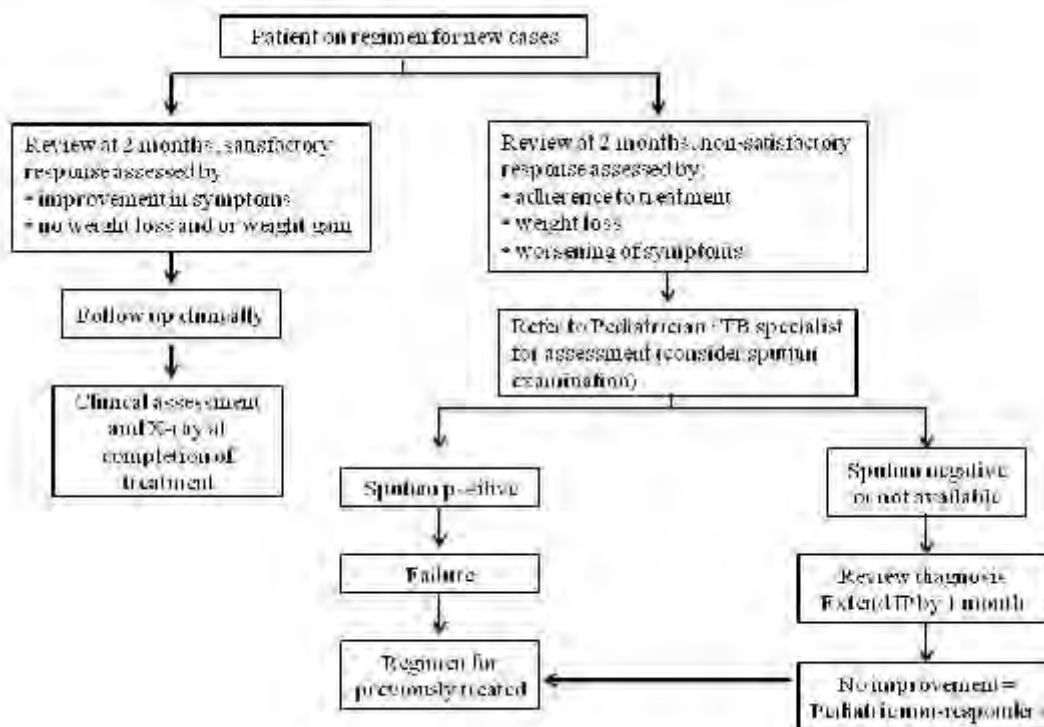 Patient on regimen for new cases
Review at 2 months, satisfactory
response assessed by:
• improvement in symptoms
• no weight loss and or weight gain
Follow up clinically
Clinical assessment
and X-ray at
completion of
treatment
Review at 2 months, non-satisfactory
response assessed by:
• adherence to treatment
• weight loss
• worsening of symptoms
Refer to Pediatrician TB specialist
for assessment (consider sputum
examination)
Sputum positive
Failure
Regimen for
previously treated
Sputum negative
or not available
Review diagnosis
Extend IP by 1 month
No improvement =
Pediatric non-responder